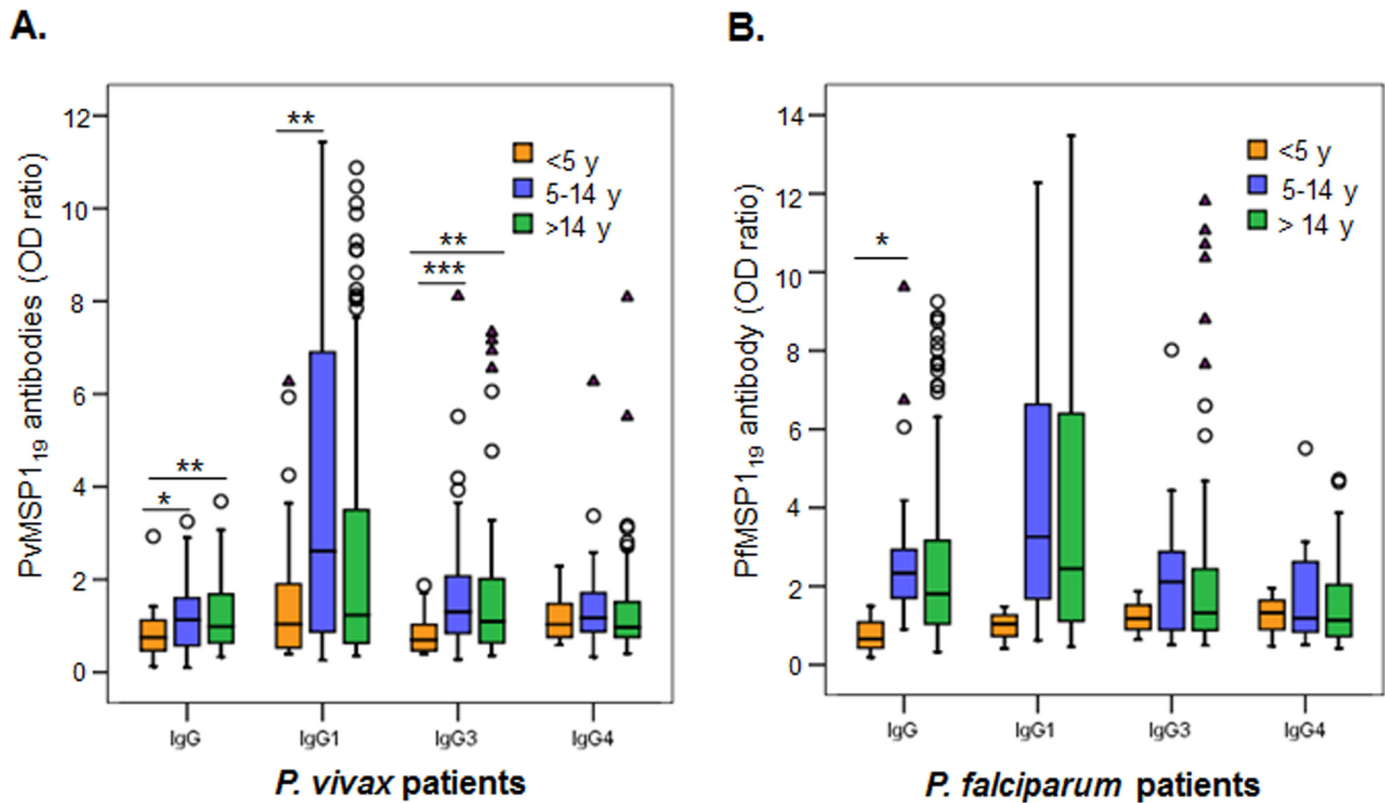 A.
PvMSP1₁₉ antibodies (OD ratio)
12
10
8
6
4
2
0
<5 y
5-14 y
>14 y
**
**
***
**
*
IgG
IgG1
IgG3
IgG4
P. vivax patients
B.
PfMSP1₁₉ antibody (OD ratio)
14
12
10
8
6
4
2
0
<5 y
5-14 y
> 14 y
*
IgG
IgG1
IgG3
IgG4
P. falciparum patients